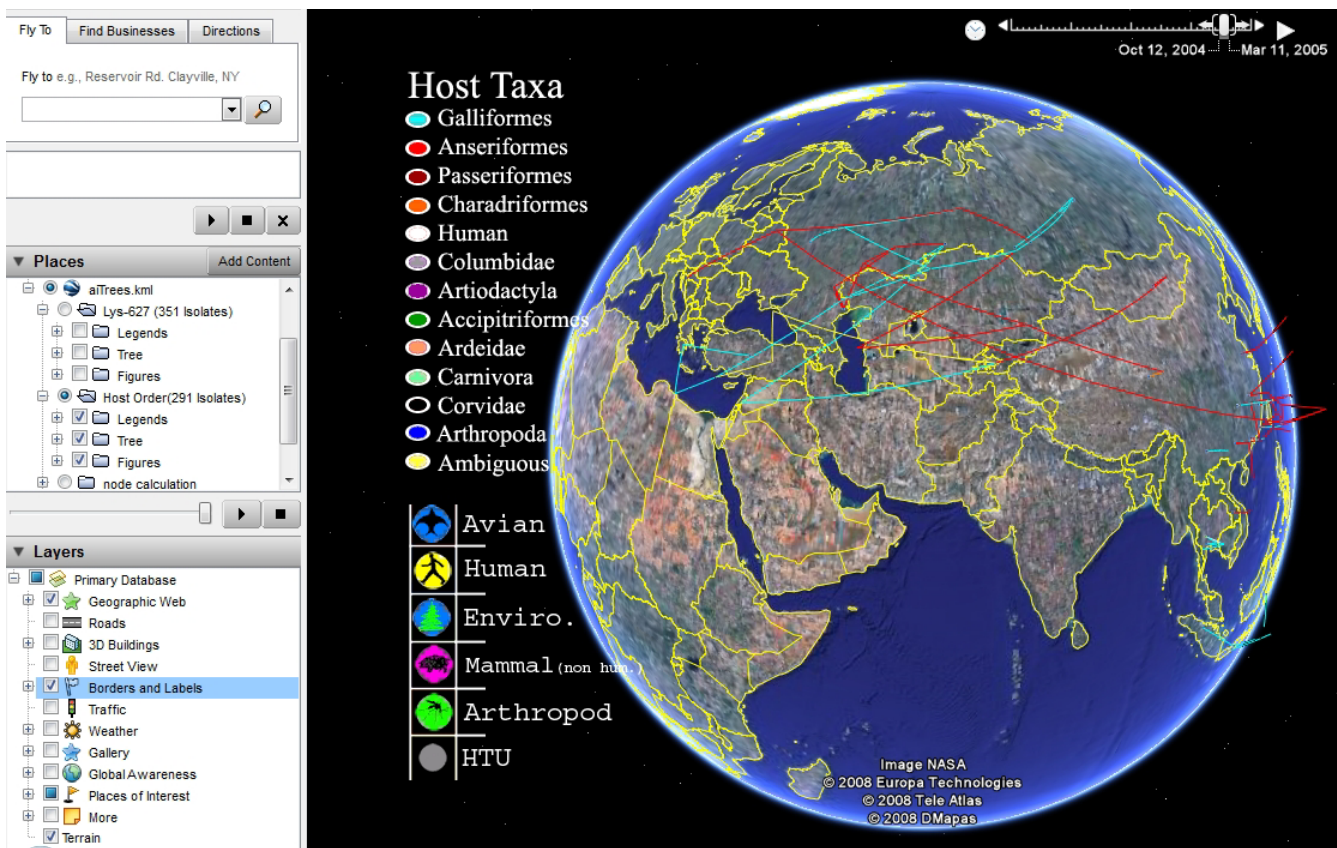 Fly To
Find Businesses
Directions
Fly to e.g., Reservoir Rd. Clayville, NY
Places
Add Content
aiTrees.kml
Lys-627 (351 Isolates)
Legends
Tree
Figures
Host Order(291 Isolates)
Legends
Tree
Figures
node calculation
Layers
Primary Database
Geographic Web
Roads
3D Buildings
Street View
Borders and Labels
Traffic
Weather
Gallery
Global Awareness
Places of Interest
More
Terrain
Oct 12, 2004
Mar 11, 2005
Host Taxa
Galliformes
Anseriformes
Passeriformes
Charadriformes
Human
Columbidae
Artiodactyla
Accipitriformes
Ardeidae
Carnivora
Corvidae
Arthropoda
Ambiguous
Avian
Human
Enviro.
Mammal(non hum.)
Arthropod
HTU
Image NASA
© 2008 Europa Technologies
© 2008 Tele Atlas
© 2008 DMapas